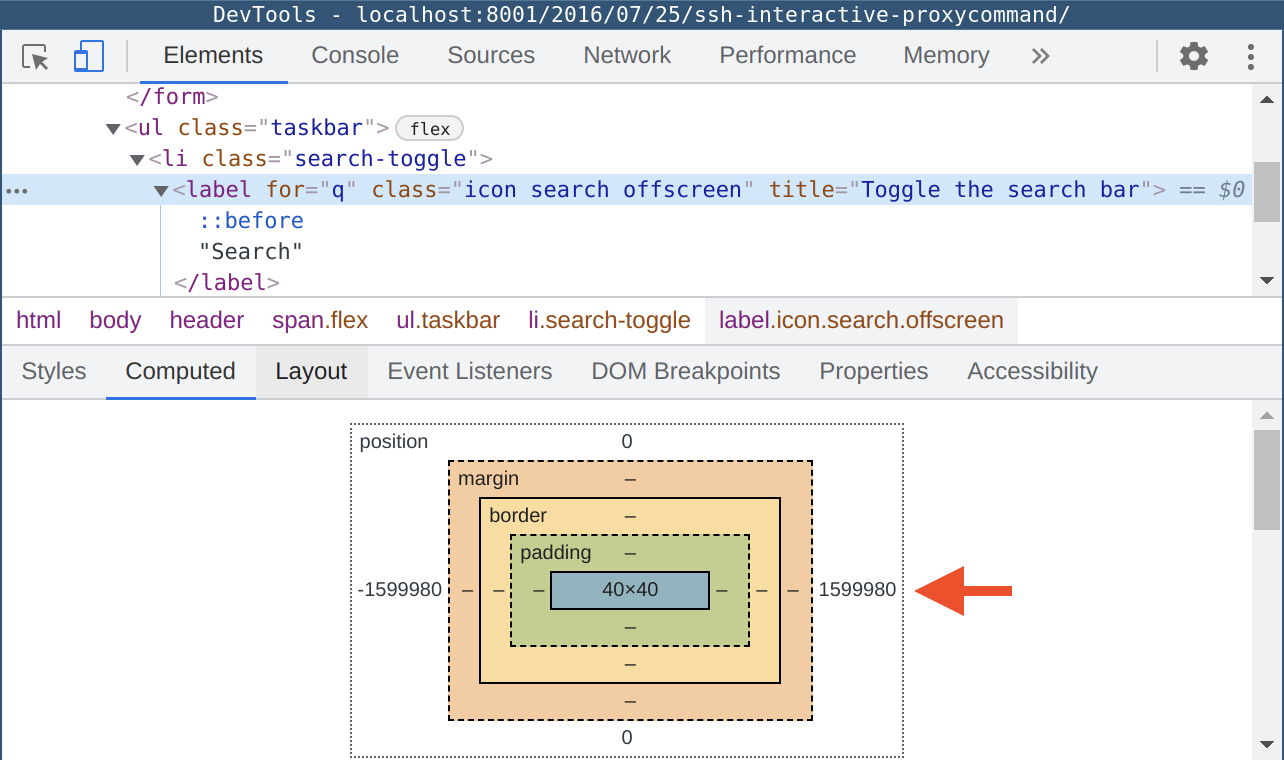 DevTools - localhost:8001/2016/07/25/ssh-interactive-proxycommand/
Elements Console Sources Network Performance Memory »
</form>
▼<ul class="taskbar"> flex
▼<li class="search-toggle">
… ▼<label for="q" class="icon search offscreen" title="Toggle the search bar"> == $0
::before
"Search"
</label>
html body header span.flex ul.taskbar li.search-toggle label.icon.search.offscreen
Styles Computed Layout Event Listeners DOM Breakpoints Properties Accessibility
position 0
margin –
border –
padding –
-1599980 – – – 40×40 – – – 1599980
–
–
–
0